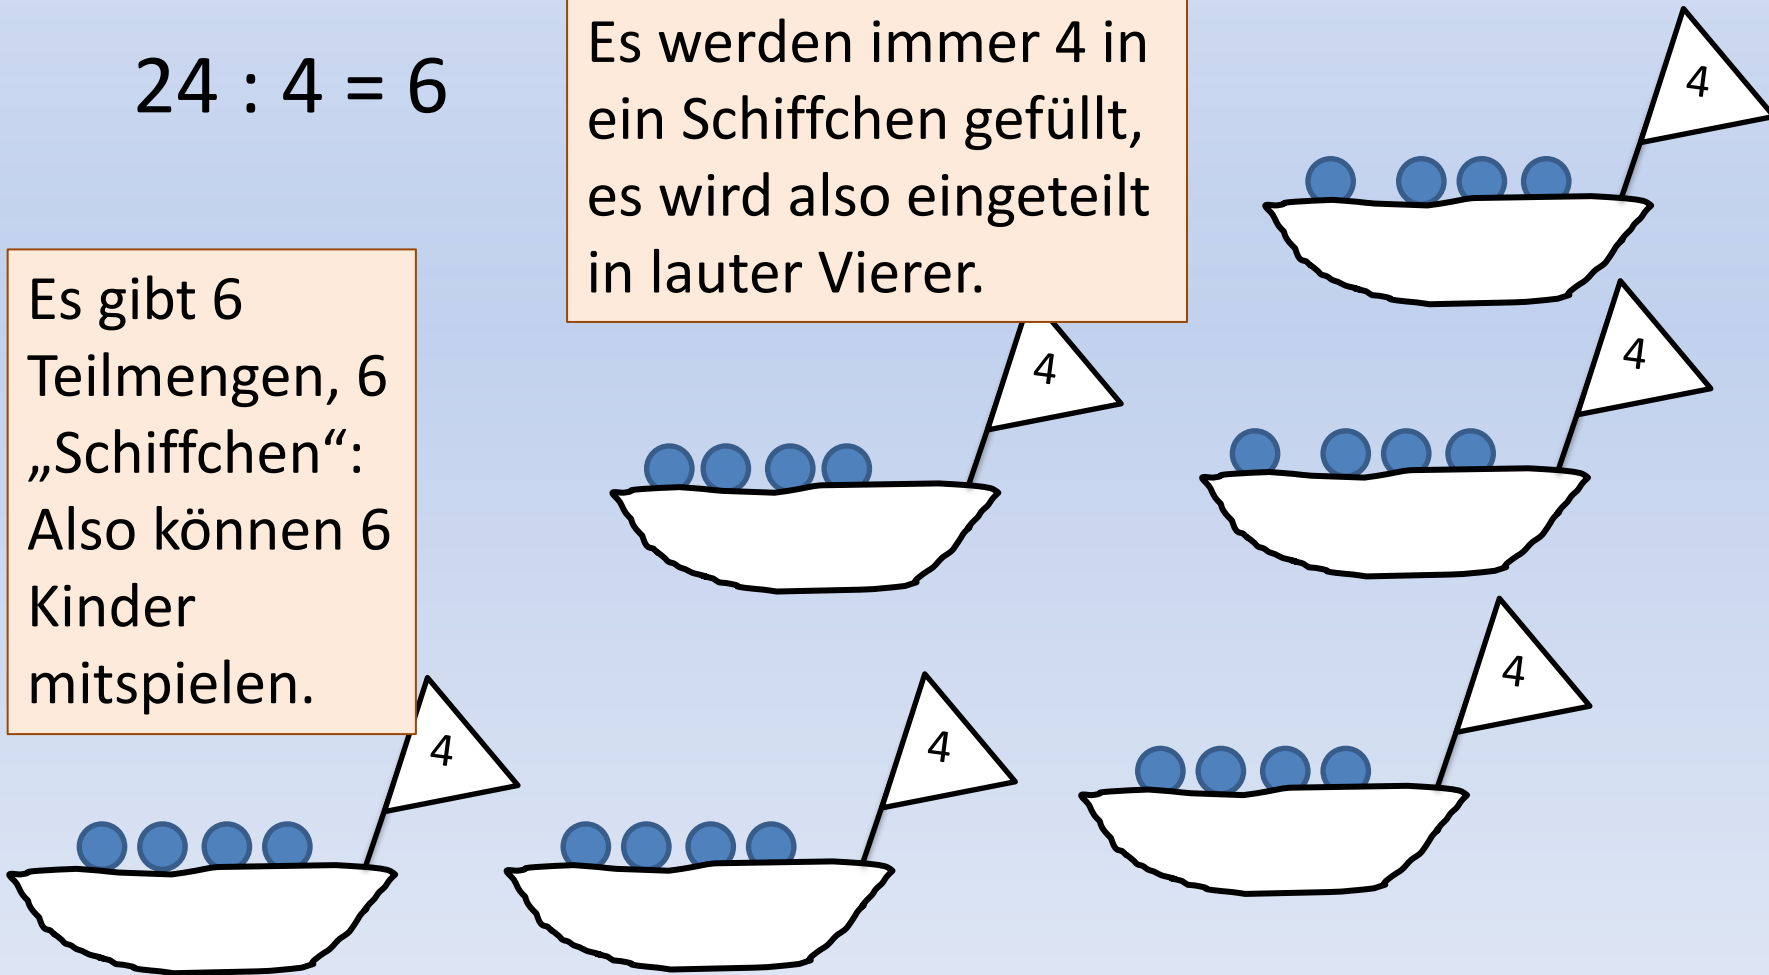 24 : 4 = 6
Es werden immer 4 in
ein Schiffchen gefüllt,
es wird also eingeteilt
in lauter Vierer.
Es gibt 6
Teilmengen, 6
„Schiffchen“:
Also können 6
Kinder
mitspielen.
4
4
4
4
4
4